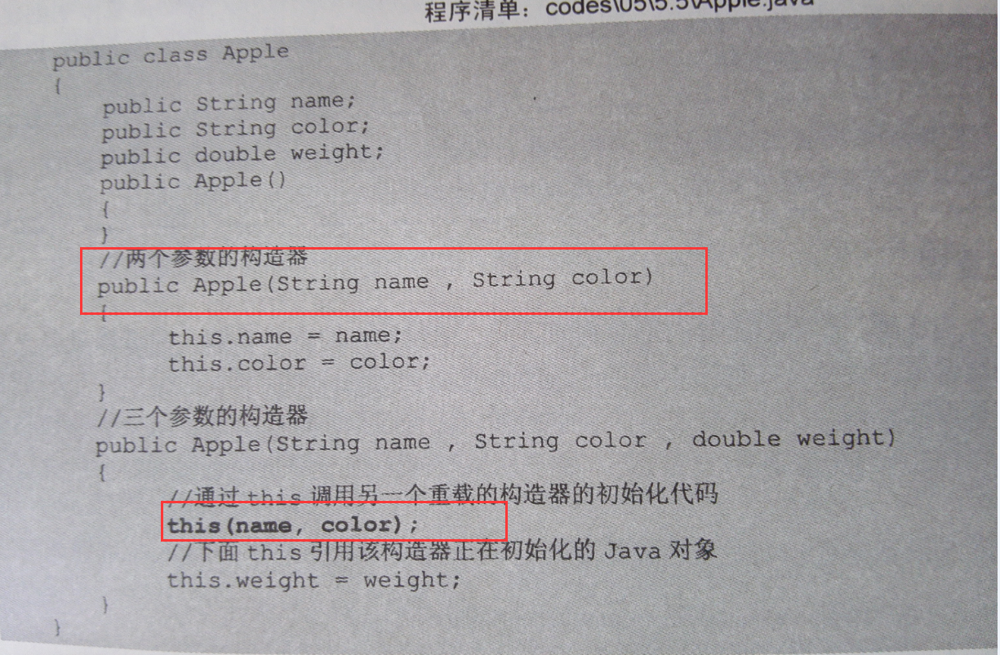 程序清单：codes\05\5.5\Apple.java
public class Apple
{
public String name;
public String color;
public double weight;
public Apple()
{
}
//两个参数的构造器
public Apple(String name , String color)
{
this.name = name;
this.color = color;
}
//三个参数的构造器
public Apple(String name , String color , double weight)
{
//通过 this 调用另一个重载的构造器的初始化代码
this(name, color);
//下面 this 引用该构造器正在初始化的 Java 对象
this.weight = weight;
}
}